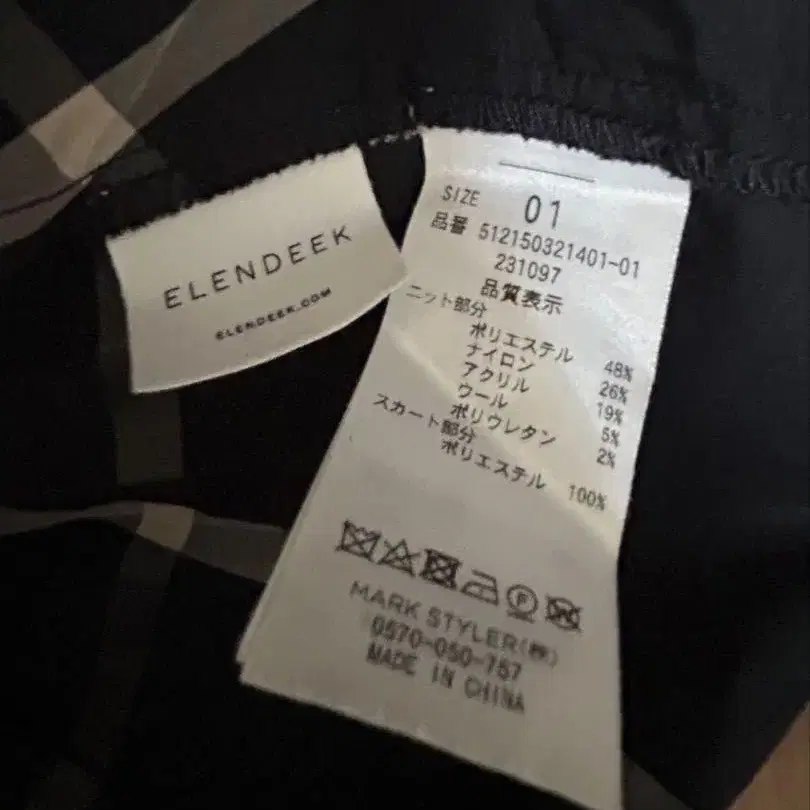 ELENDEEK
ELENDEEK.COM
SIZE 01
品番 512150321401-01
231097
品質表示
ニット部分
ポリエステル 48%
ナイロン 26%
アクリル 19%
ウール 5%
ポリウレタン 2%
スカート部分
ポリエステル 100%
F
MARK STYLER(株)
0570-050-757
MADE IN CHINA